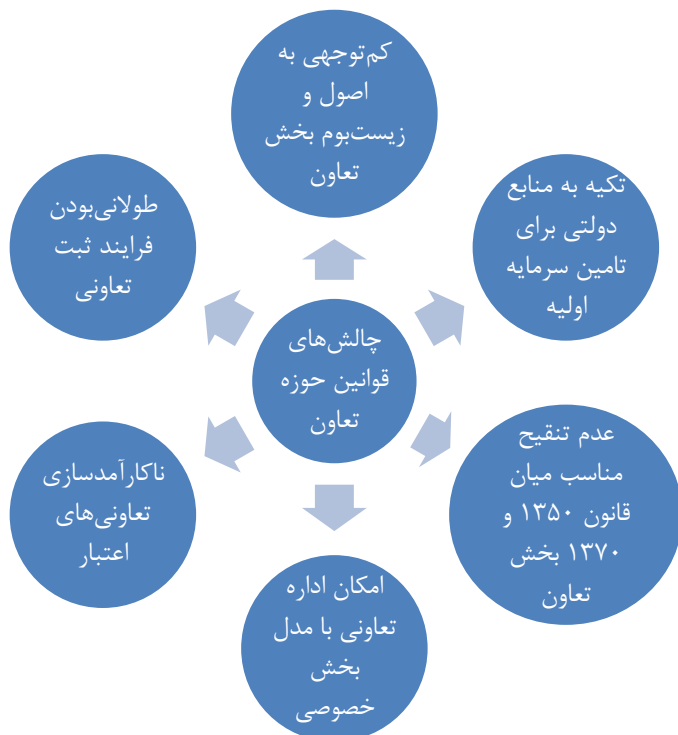 کم‌توجهی به
اصول و
زیست‌بوم بخش
تعاون
تکیه به منابع
دولتی برای
تامین سرمایه
اولیه
طولانی‌بودن
فرایند ثبت
تعاونی
چالش‌های
قوانین حوزه
تعاون
عدم تنقیح
مناسب میان
قانون ۱۳۵۰ و
۱۳۷۰ بخش
تعاون
ناکارآمدسازی
تعاونی‌های
اعتبار
امکان اداره
تعاونی با مدل
بخش
خصوصی